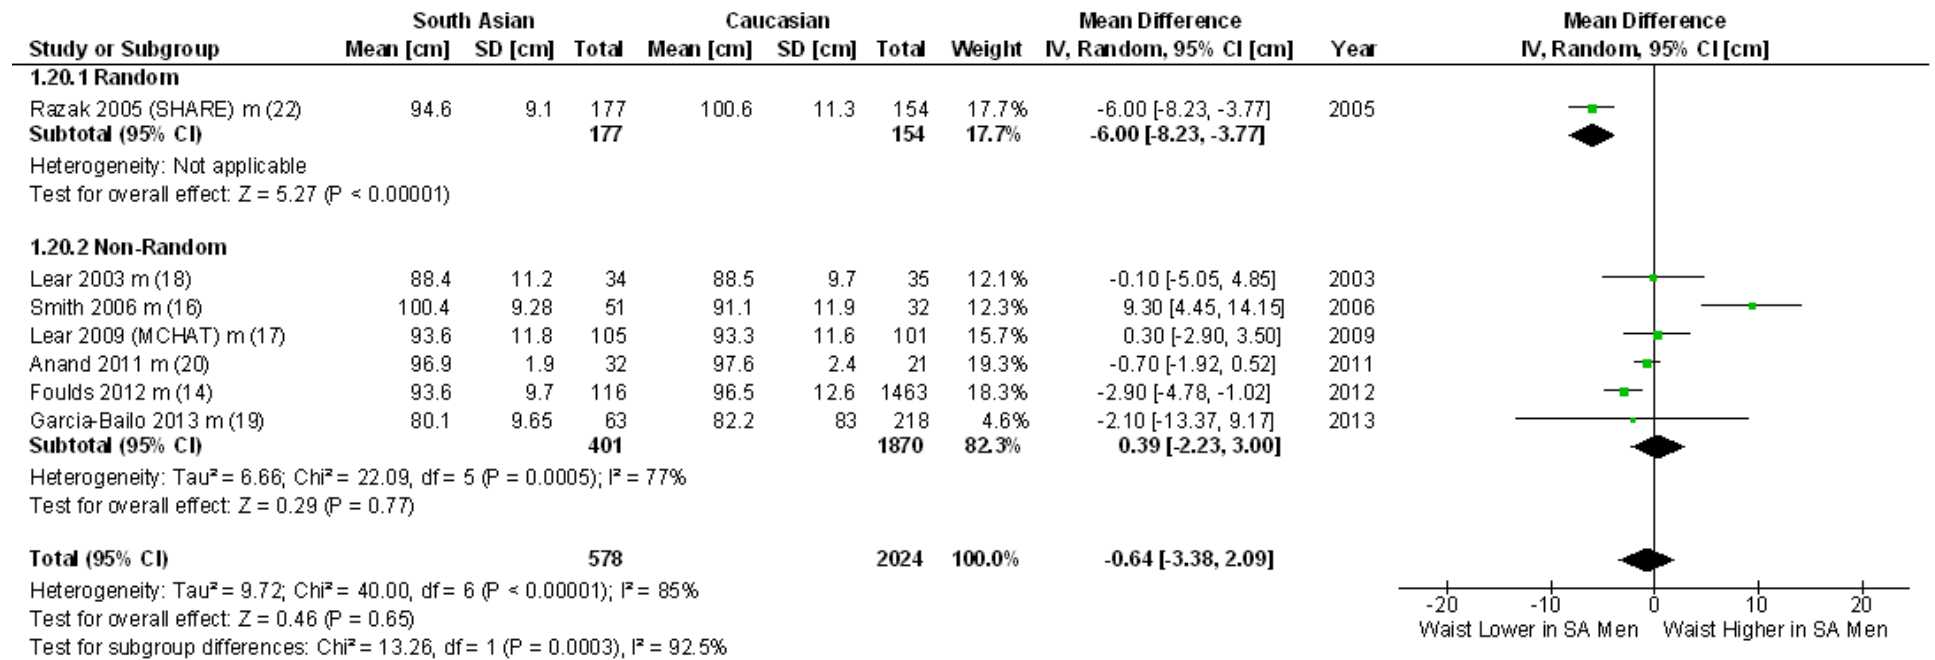 South Asian Caucasian Mean Difference Mean Difference
Study or Subgroup Mean [cm] SD [cm] Total Mean [cm] SD [cm] Total Weight IV, Random, 95% CI [cm] Year IV, Random, 95% CI [cm]
1.20.1 Random
Razak 2005 (SHARE) m (22) 94.6 9.1 177 100.6 11.3 154 17.7% -6.00 [-8.23, -3.77] 2005
Subtotal (95% CI) 177 154 17.7% -6.00 [-8.23, -3.77]
Heterogeneity: Not applicable
Test for overall effect: Z = 5.27 (P < 0.00001)
1.20.2 Non-Random
Lear 2003 m (18) 88.4 11.2 34 88.5 9.7 35 12.1% -0.10 [-5.05, 4.85] 2003
Smith 2006 m (16) 100.4 9.28 51 91.1 11.9 32 12.3% 9.30 [4.45, 14.15] 2006
Lear 2009 (MCHAT) m (17) 93.6 11.8 105 93.3 11.6 101 15.7% 0.30 [-2.90, 3.50] 2009
Anand 2011 m (20) 96.9 1.9 32 97.6 2.4 21 19.3% -0.70 [-1.92, 0.52] 2011
Foulds 2012 m (14) 93.6 9.7 116 96.5 12.6 1463 18.3% -2.90 [-4.78, -1.02] 2012
Garcia-Bailo 2013 m (19) 80.1 9.65 63 82.2 83 218 4.6% -2.10 [-13.37, 9.17] 2013
Subtotal (95% CI) 401 1870 82.3% 0.39 [-2.23, 3.00]
Heterogeneity: Tau² = 6.66; Chi² = 22.09, df = 5 (P = 0.0005); I² = 77%
Test for overall effect: Z = 0.29 (P = 0.77)
Total (95% CI) 578 2024 100.0% -0.64 [-3.38, 2.09]
Heterogeneity: Tau² = 9.72; Chi² = 40.00, df = 6 (P < 0.00001); I² = 85%
-20 -10 0 10 20
Test for overall effect: Z = 0.46 (P = 0.65)
Waist Lower in SA Men Waist Higher in SA Men
Test for subgroup differences: Chi² = 13.26, df = 1 (P = 0.0003), I² = 92.5%